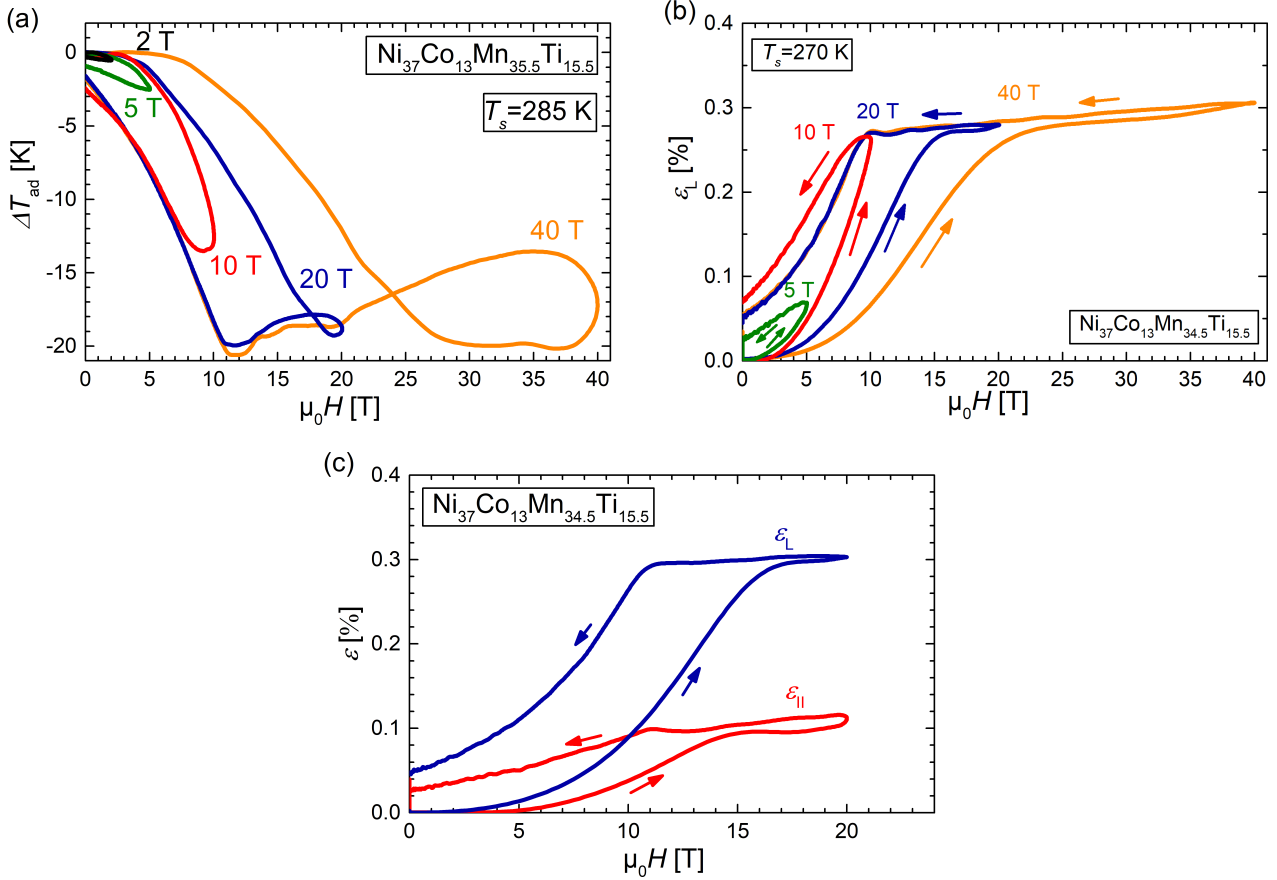 (a)
2 T
Ni37Co13Mn35.5Ti15.5
5 T
Ts=285 K
10 T
20 T
40 T
0
-5
-10
-15
-20
ΔTad [K]
0 5 10 15 20 25 30 35 40
μ0H [T]
(b)
Ts=270 K
20 T
40 T
10 T
5 T
Ni37Co13Mn34.5Ti15.5
0.4
0.3
0.2
0.1
0.0
εL [%]
0 5 10 15 20 25 30 35 40
μ0H [T]
(c)
Ni37Co13Mn34.5Ti15.5
εL
εII
0.4
0.3
0.2
0.1
0.0
ε [%]
0 5 10 15 20
μ0H [T]